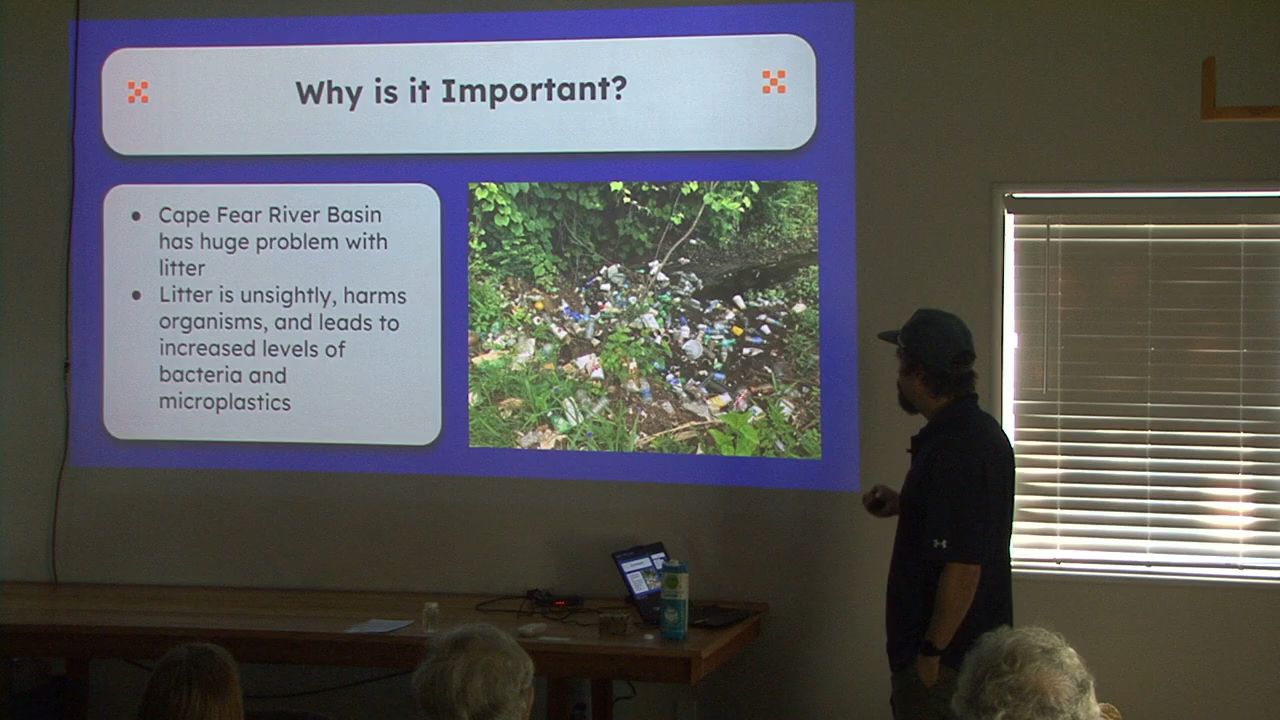 Why is it Important?
● Cape Fear River Basin
has huge problem with
litter
● Litter is unsightly, harms
organisms, and leads to
increased levels of
bacteria and
microplastics